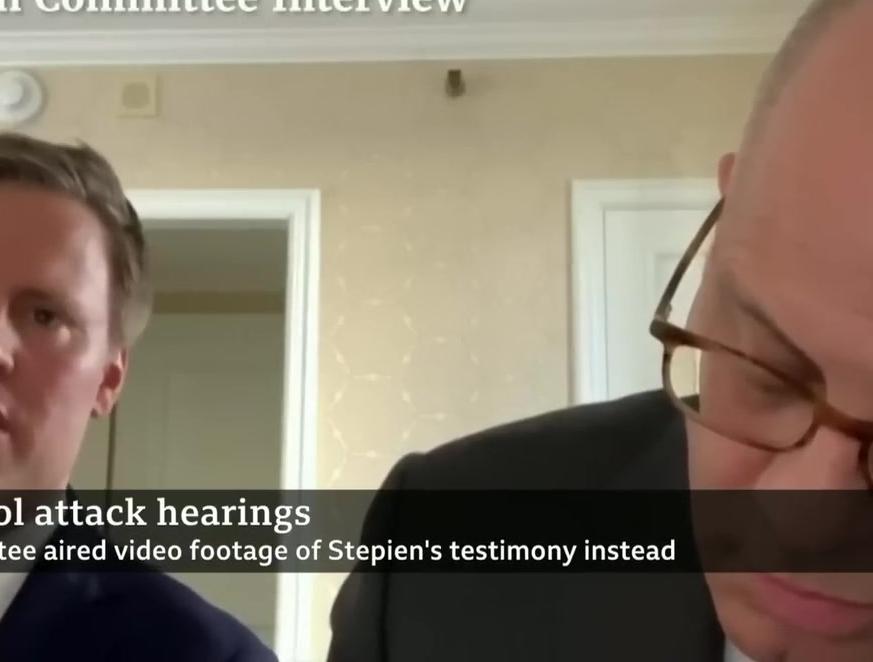 Committee Interview
ol attack hearings
tee aired video footage of Stepien's testimony instead